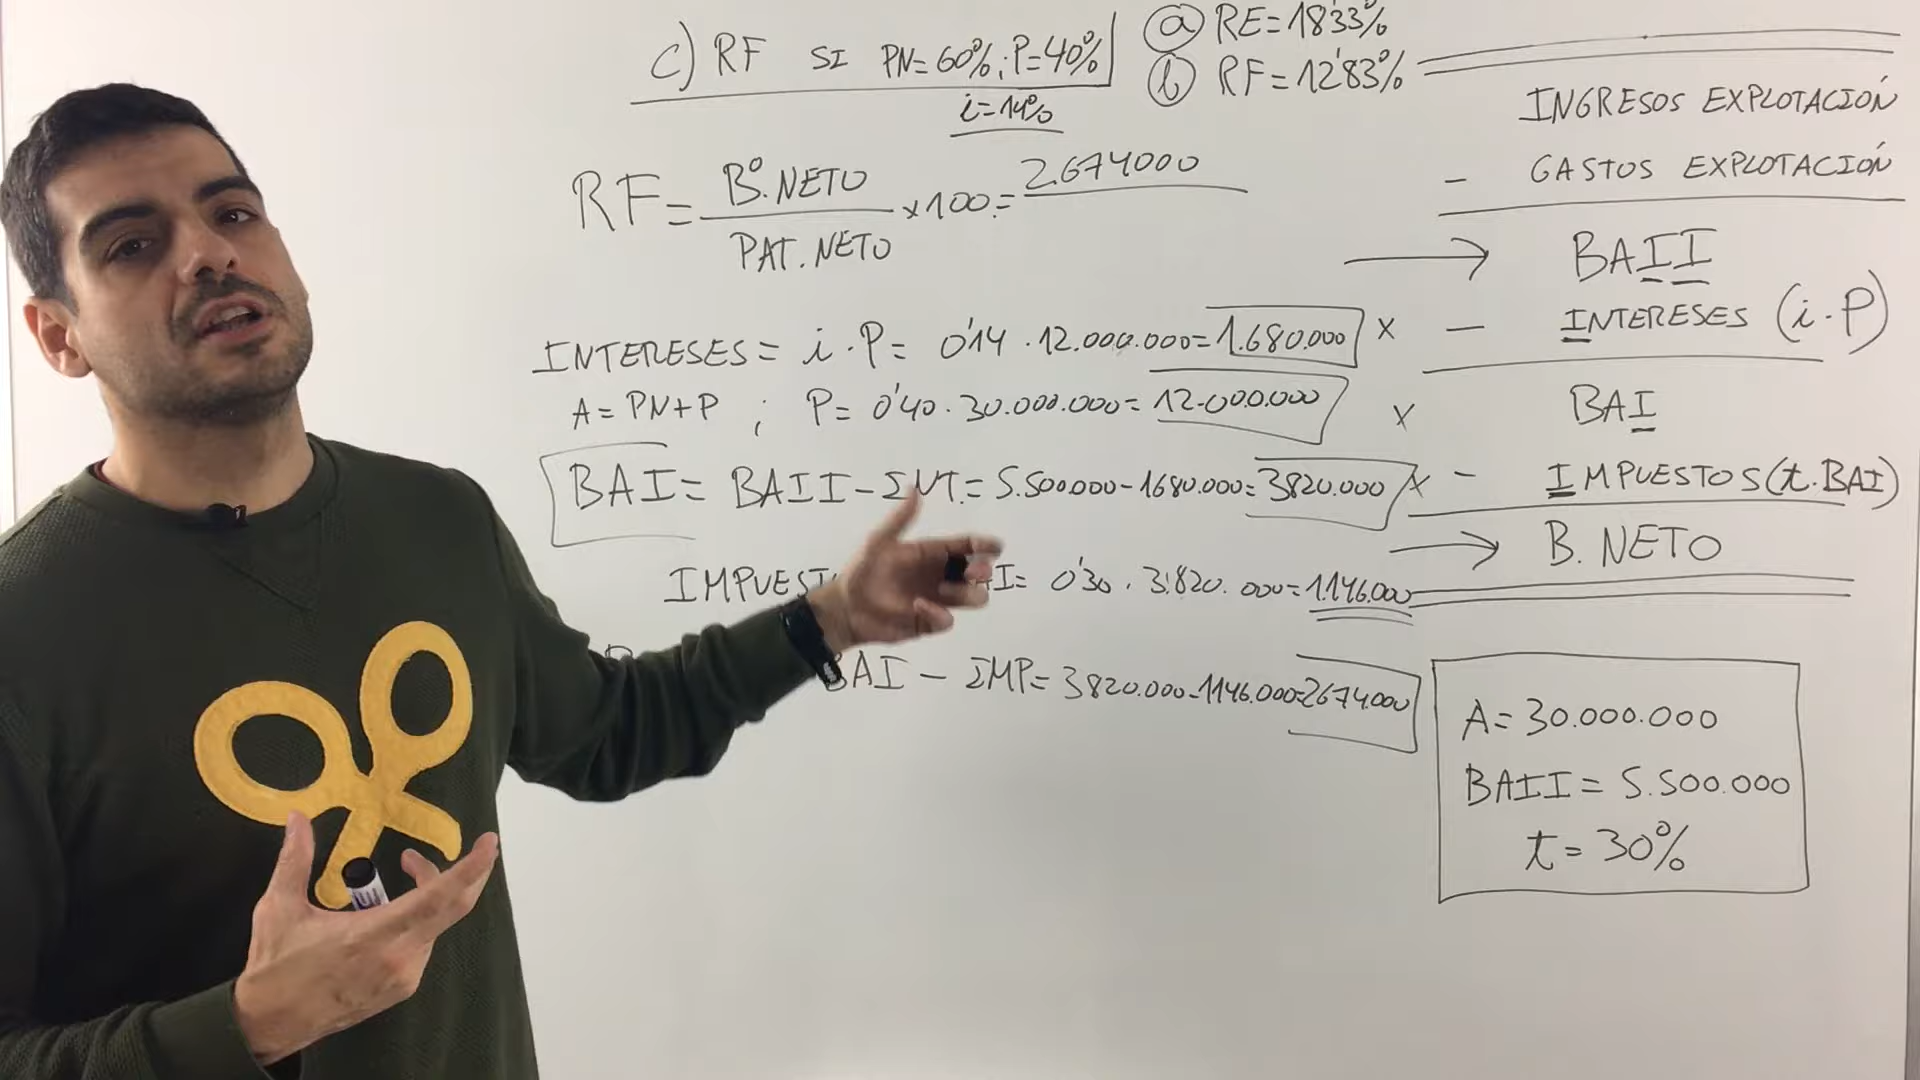 c) RF SI PN=60%; P=40%
i=14%
ⓐ RE=18'33%
ⓑ RF=12'83%
RF= Bº.NETO / PAT.NETO x100= 2.674000
INTERESES= i·P= 0'14 · 12.000.000=1.680.000 x
A= PN+P ; P= 0'40·30.000.000= 12.000.000 x
BAI= BAII-INT.= 5.500.000-1680.000=3820.000 x
IMPUEST AI= 0'30 · 3.820.000=1.146.000
BAI - IMP= 3820.000-1146.000=2674.000
INGRESOS EXPLOTACIÓN
- GASTOS EXPLOTACIÓN
→ BAII
- INTERESES (i·P)
BAI
- IMPUESTOS(t.BAI)
→ B. NETO
A= 30.000.000
BAII= 5.500.000
t= 30%